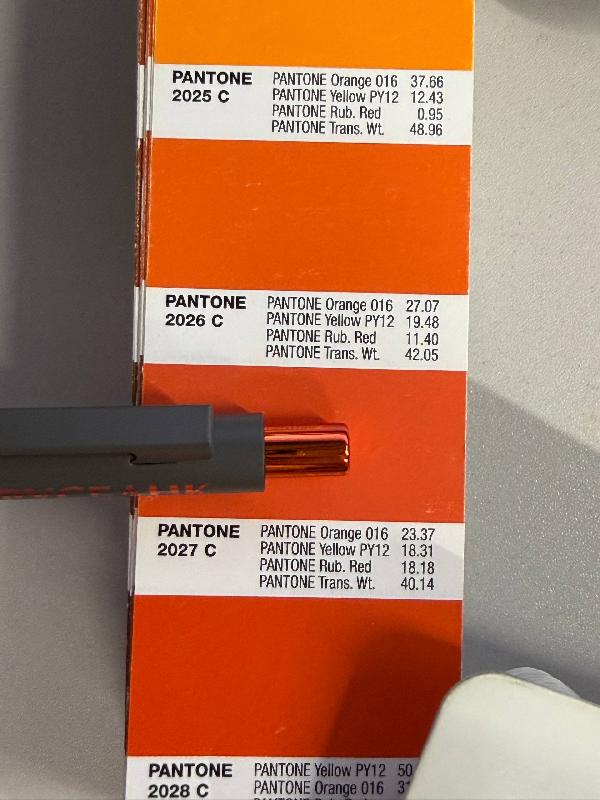 PANTONE
2025 C
PANTONE Orange 016 37.66
PANTONE Yellow PY12 12.43
PANTONE Rub. Red 0.95
PANTONE Trans. Wt. 48.96
PANTONE
2026 C
PANTONE Orange 016 27.07
PANTONE Yellow PY12 19.48
PANTONE Rub. Red 11.40
PANTONE Trans. Wt. 42.05
PANTONE
2027 C
PANTONE Orange 016 23.37
PANTONE Yellow PY12 18.31
PANTONE Rub. Red 18.18
PANTONE Trans. Wt. 40.14
PANTONE
2028 C
PANTONE Yellow PY12 50
PANTONE Orange 016